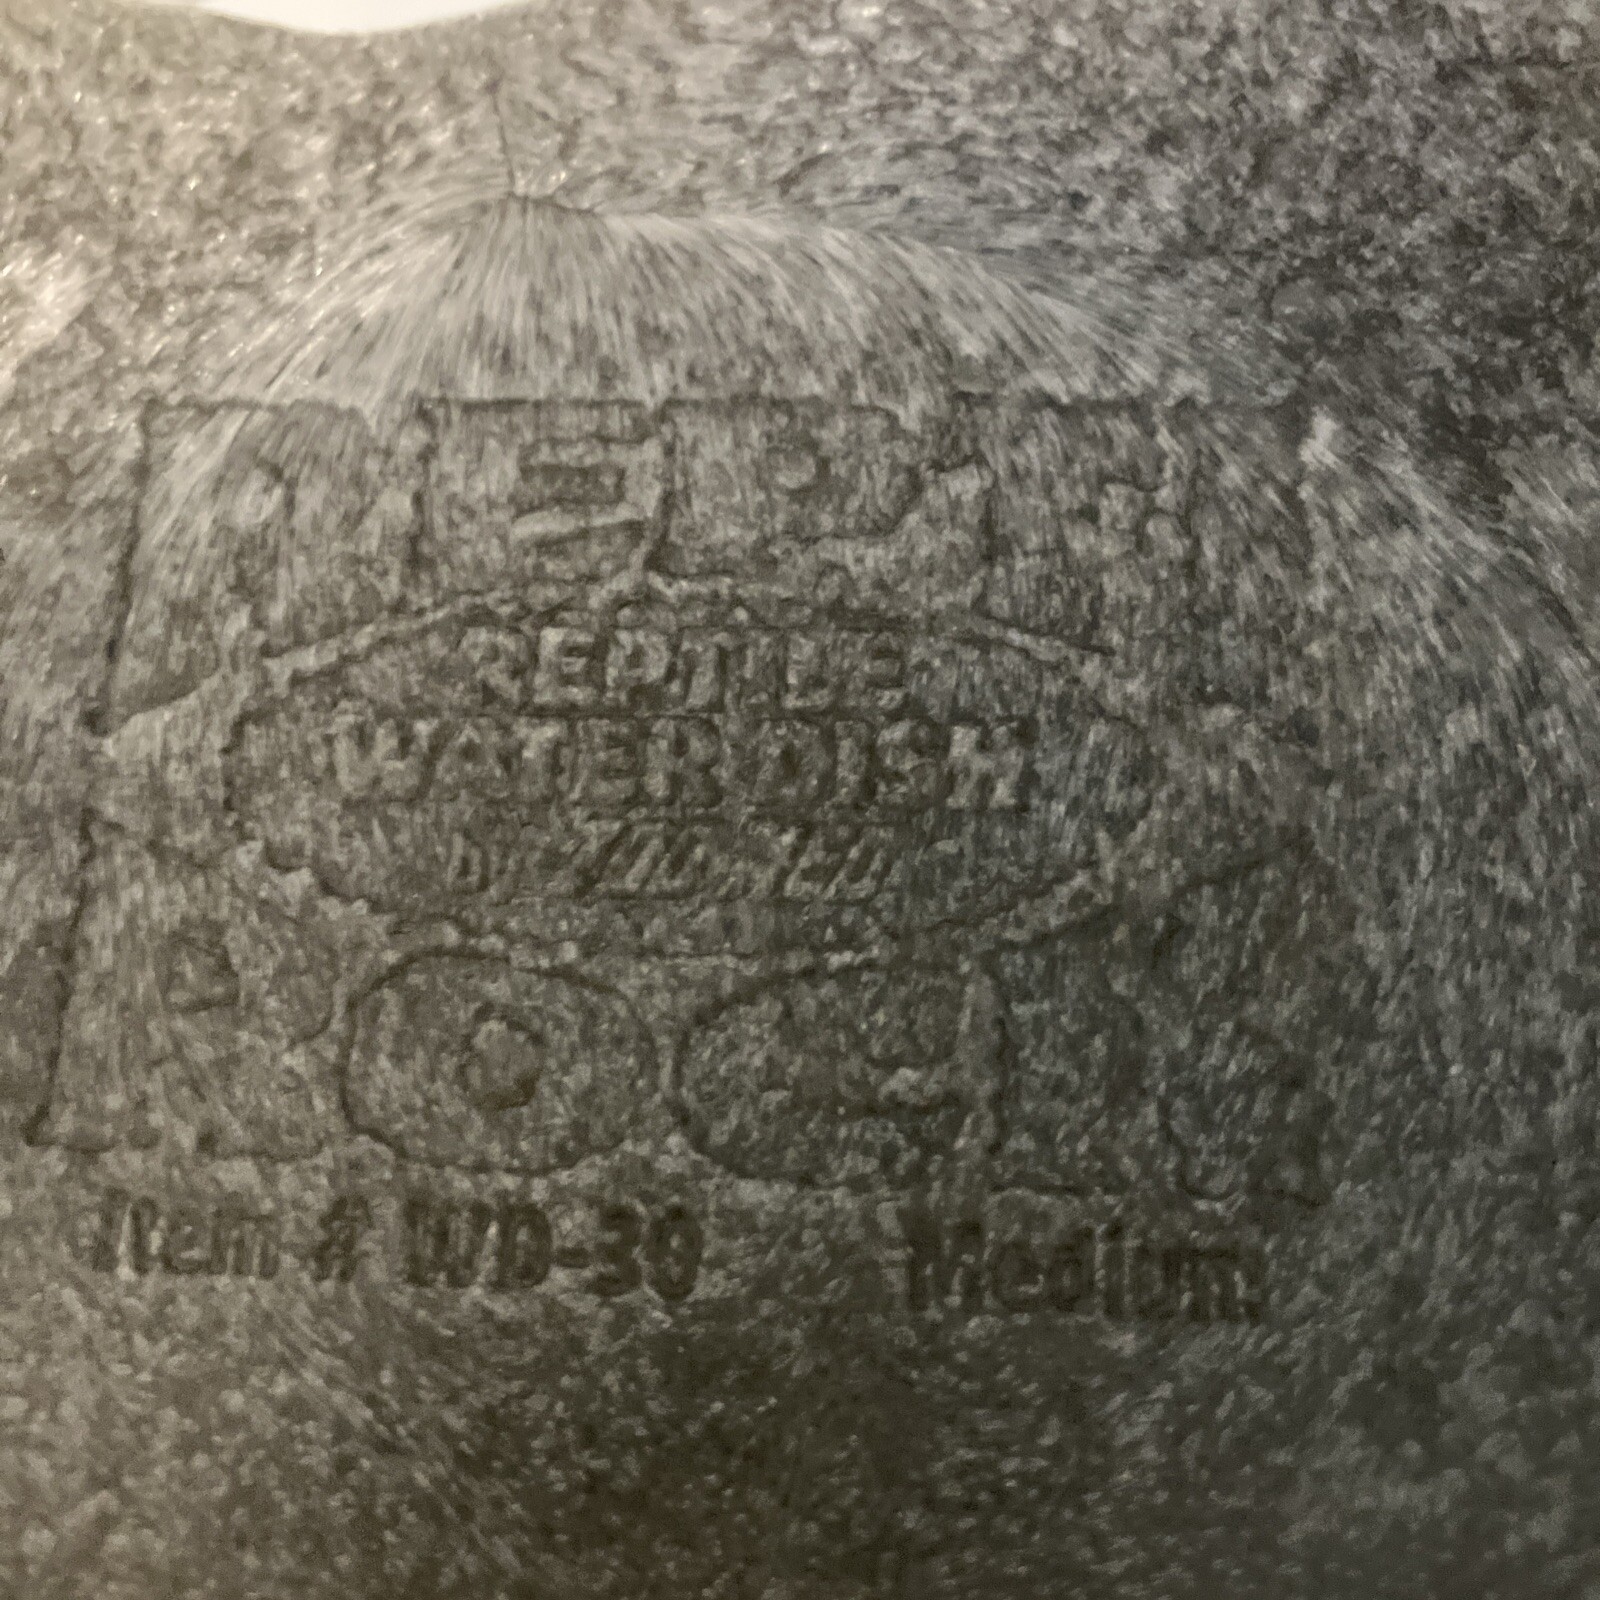 REPTI
REPTILE
WATER DISH
ROCK
Item # WD-30 Medium